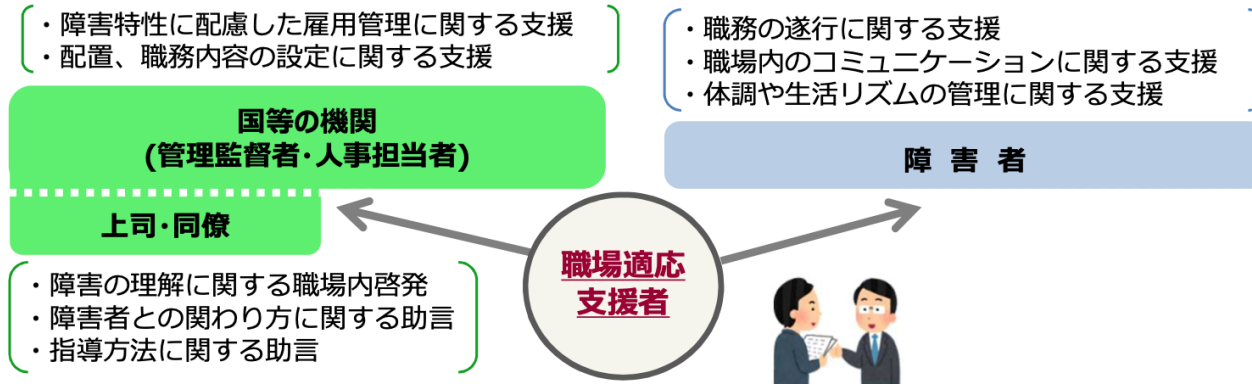 ・障害特性に配慮した雇用管理に関する支援
・配置、職務内容の設定に関する支援
国等の機関
(管理監督者･人事担当者)
上司･同僚
・障害の理解に関する職場内啓発
・障害者との関わり方に関する助言
・指導方法に関する助言
職場適応
支援者
・職務の遂行に関する支援
・職場内のコミュニケーションに関する支援
・体調や生活リズムの管理に関する支援
障 害 者